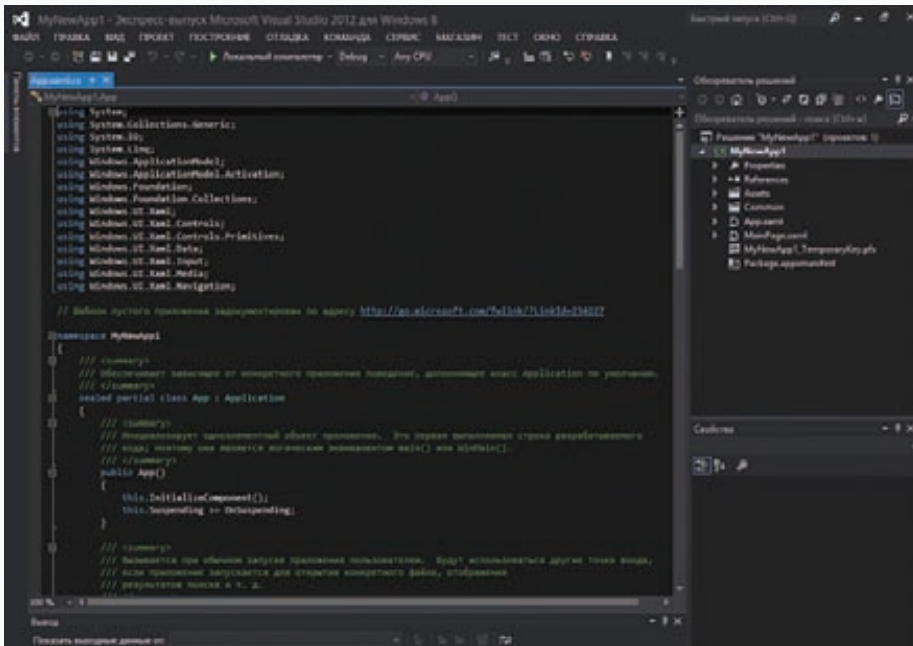 MyNewApp1 - Экспресс-выпуск Microsoft Visual Studio 2012 для Windows 8
Быстрый запуск (Ctrl+Q)
ФАЙЛ ПРАВКА ВИД ПРОЕКТ ПОСТРОЕНИЕ ОТЛАДКА КОМАНДА СЕРВИС МАГАЗИН ТЕСТ ОКНО СПРАВКА
Локальный компьютер Debug Any CPU
App.xaml.cs
MyNewApp1.App
App()
using System;
using System.Collections.Generic;
using System.IO;
using System.Linq;
using Windows.ApplicationModel;
using Windows.ApplicationModel.Activation;
using Windows.Foundation;
using Windows.Foundation.Collections;
using Windows.UI.Xaml;
using Windows.UI.Xaml.Controls;
using Windows.UI.Xaml.Controls.Primitives;
using Windows.UI.Xaml.Data;
using Windows.UI.Xaml.Input;
using Windows.UI.Xaml.Media;
using Windows.UI.Xaml.Navigation;
// Шаблон пустого приложения задокументирован по адресу http://go.microsoft.com/fwlink/?LinkId=234227
namespace MyNewApp1
{
/// <summary>
/// Обеспечивает зависящее от конкретного приложения поведение, дополняющее класс Application по умолчанию.
/// </summary>
sealed partial class App : Application
{
/// <summary>
/// Инициализирует одноэлементный объект приложения. Это первая выполняемая строка разрабатываемого
/// кода; поэтому она является логическим эквивалентом main() или WinMain().
/// </summary>
public App()
{
this.InitializeComponent();
this.Suspending += OnSuspending;
}
/// <summary>
/// Вызывается при обычном запуске приложения пользователем. Будут использоваться другие точки входа,
/// если приложение запускается для открытия конкретного файла, отображения
/// результатов поиска и т. д.
100 %
Вывод
Показать выходные данные от:
Обозреватель решений
Обозреватель решений - поиск (Ctrl+ж)
Решение "MyNewApp1" (проектов: 1)
MyNewApp1
Properties
References
Assets
Common
App.xaml
MainPage.xaml
MyNewApp1_TemporaryKey.pfx
Package.appxmanifest
Свойства